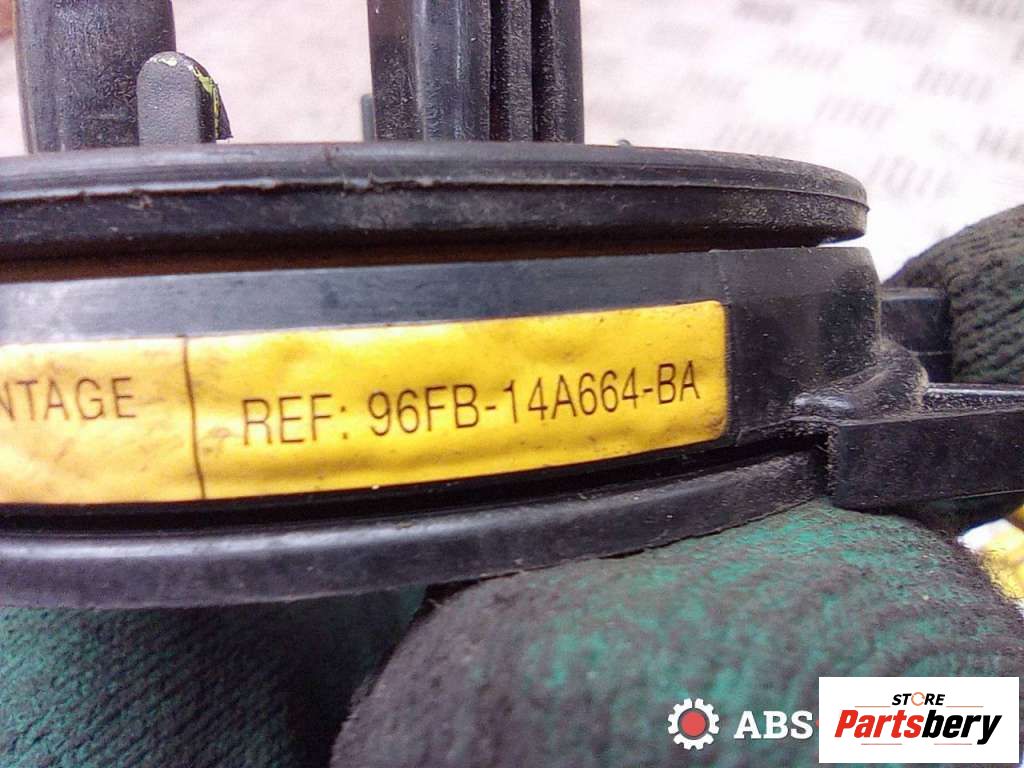 NTAGE
REF: 96FB-14A664-BA
ABS-
STORE
Partsbery